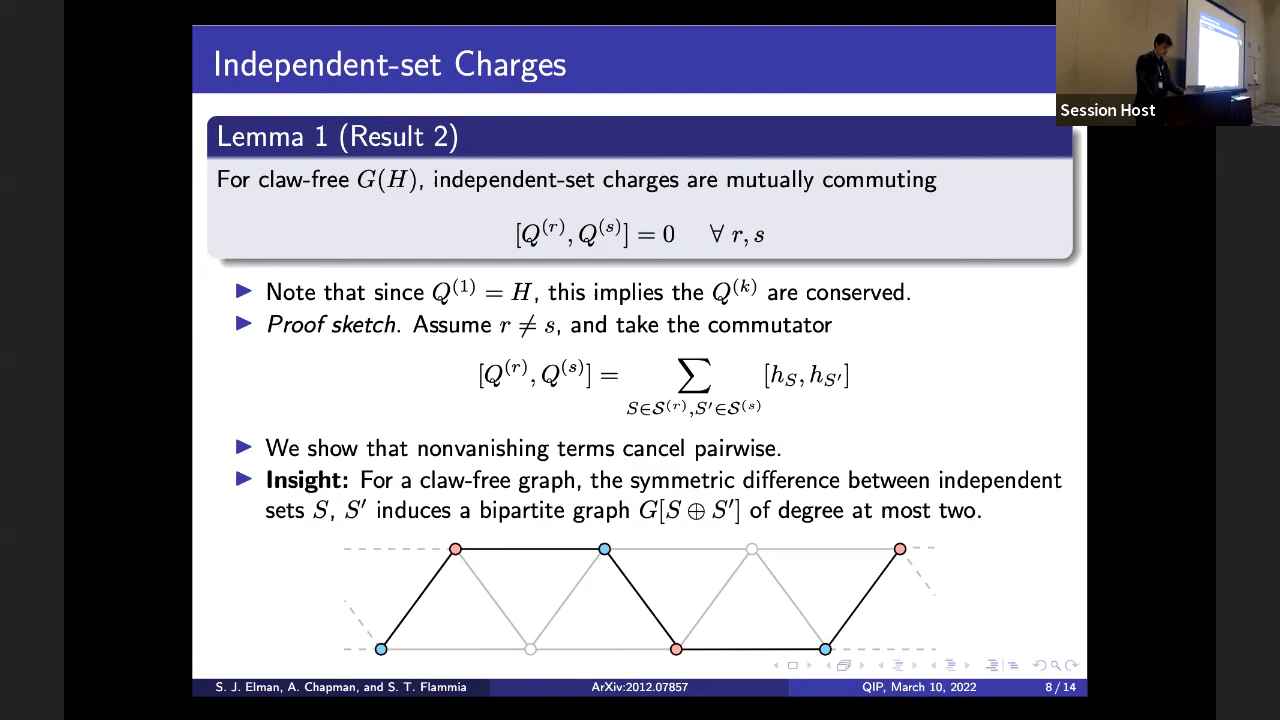 Independent-set Charges
Session Host
Lemma 1 (Result 2)
For claw-free G(H), independent-set charges are mutually commuting
[Q^{(r)}, Q^{(s)}] = 0 ∀ r, s
Note that since Q^{(1)} = H, this implies the Q^{(k)} are conserved.
Proof sketch. Assume r ≠ s, and take the commutator
[Q^{(r)}, Q^{(s)}] = ∑_{S∈𝒮^{(r)},S′∈𝒮^{(s)}} [h_S, h_{S′}]
We show that nonvanishing terms cancel pairwise.
Insight: For a claw-free graph, the symmetric difference between independent
sets S, S′ induces a bipartite graph G[S ⊕ S′] of degree at most two.
S. J. Elman, A. Chapman, and S. T. Flammia ArXiv:2012.07857 QIP, March 10, 2022 8 / 14